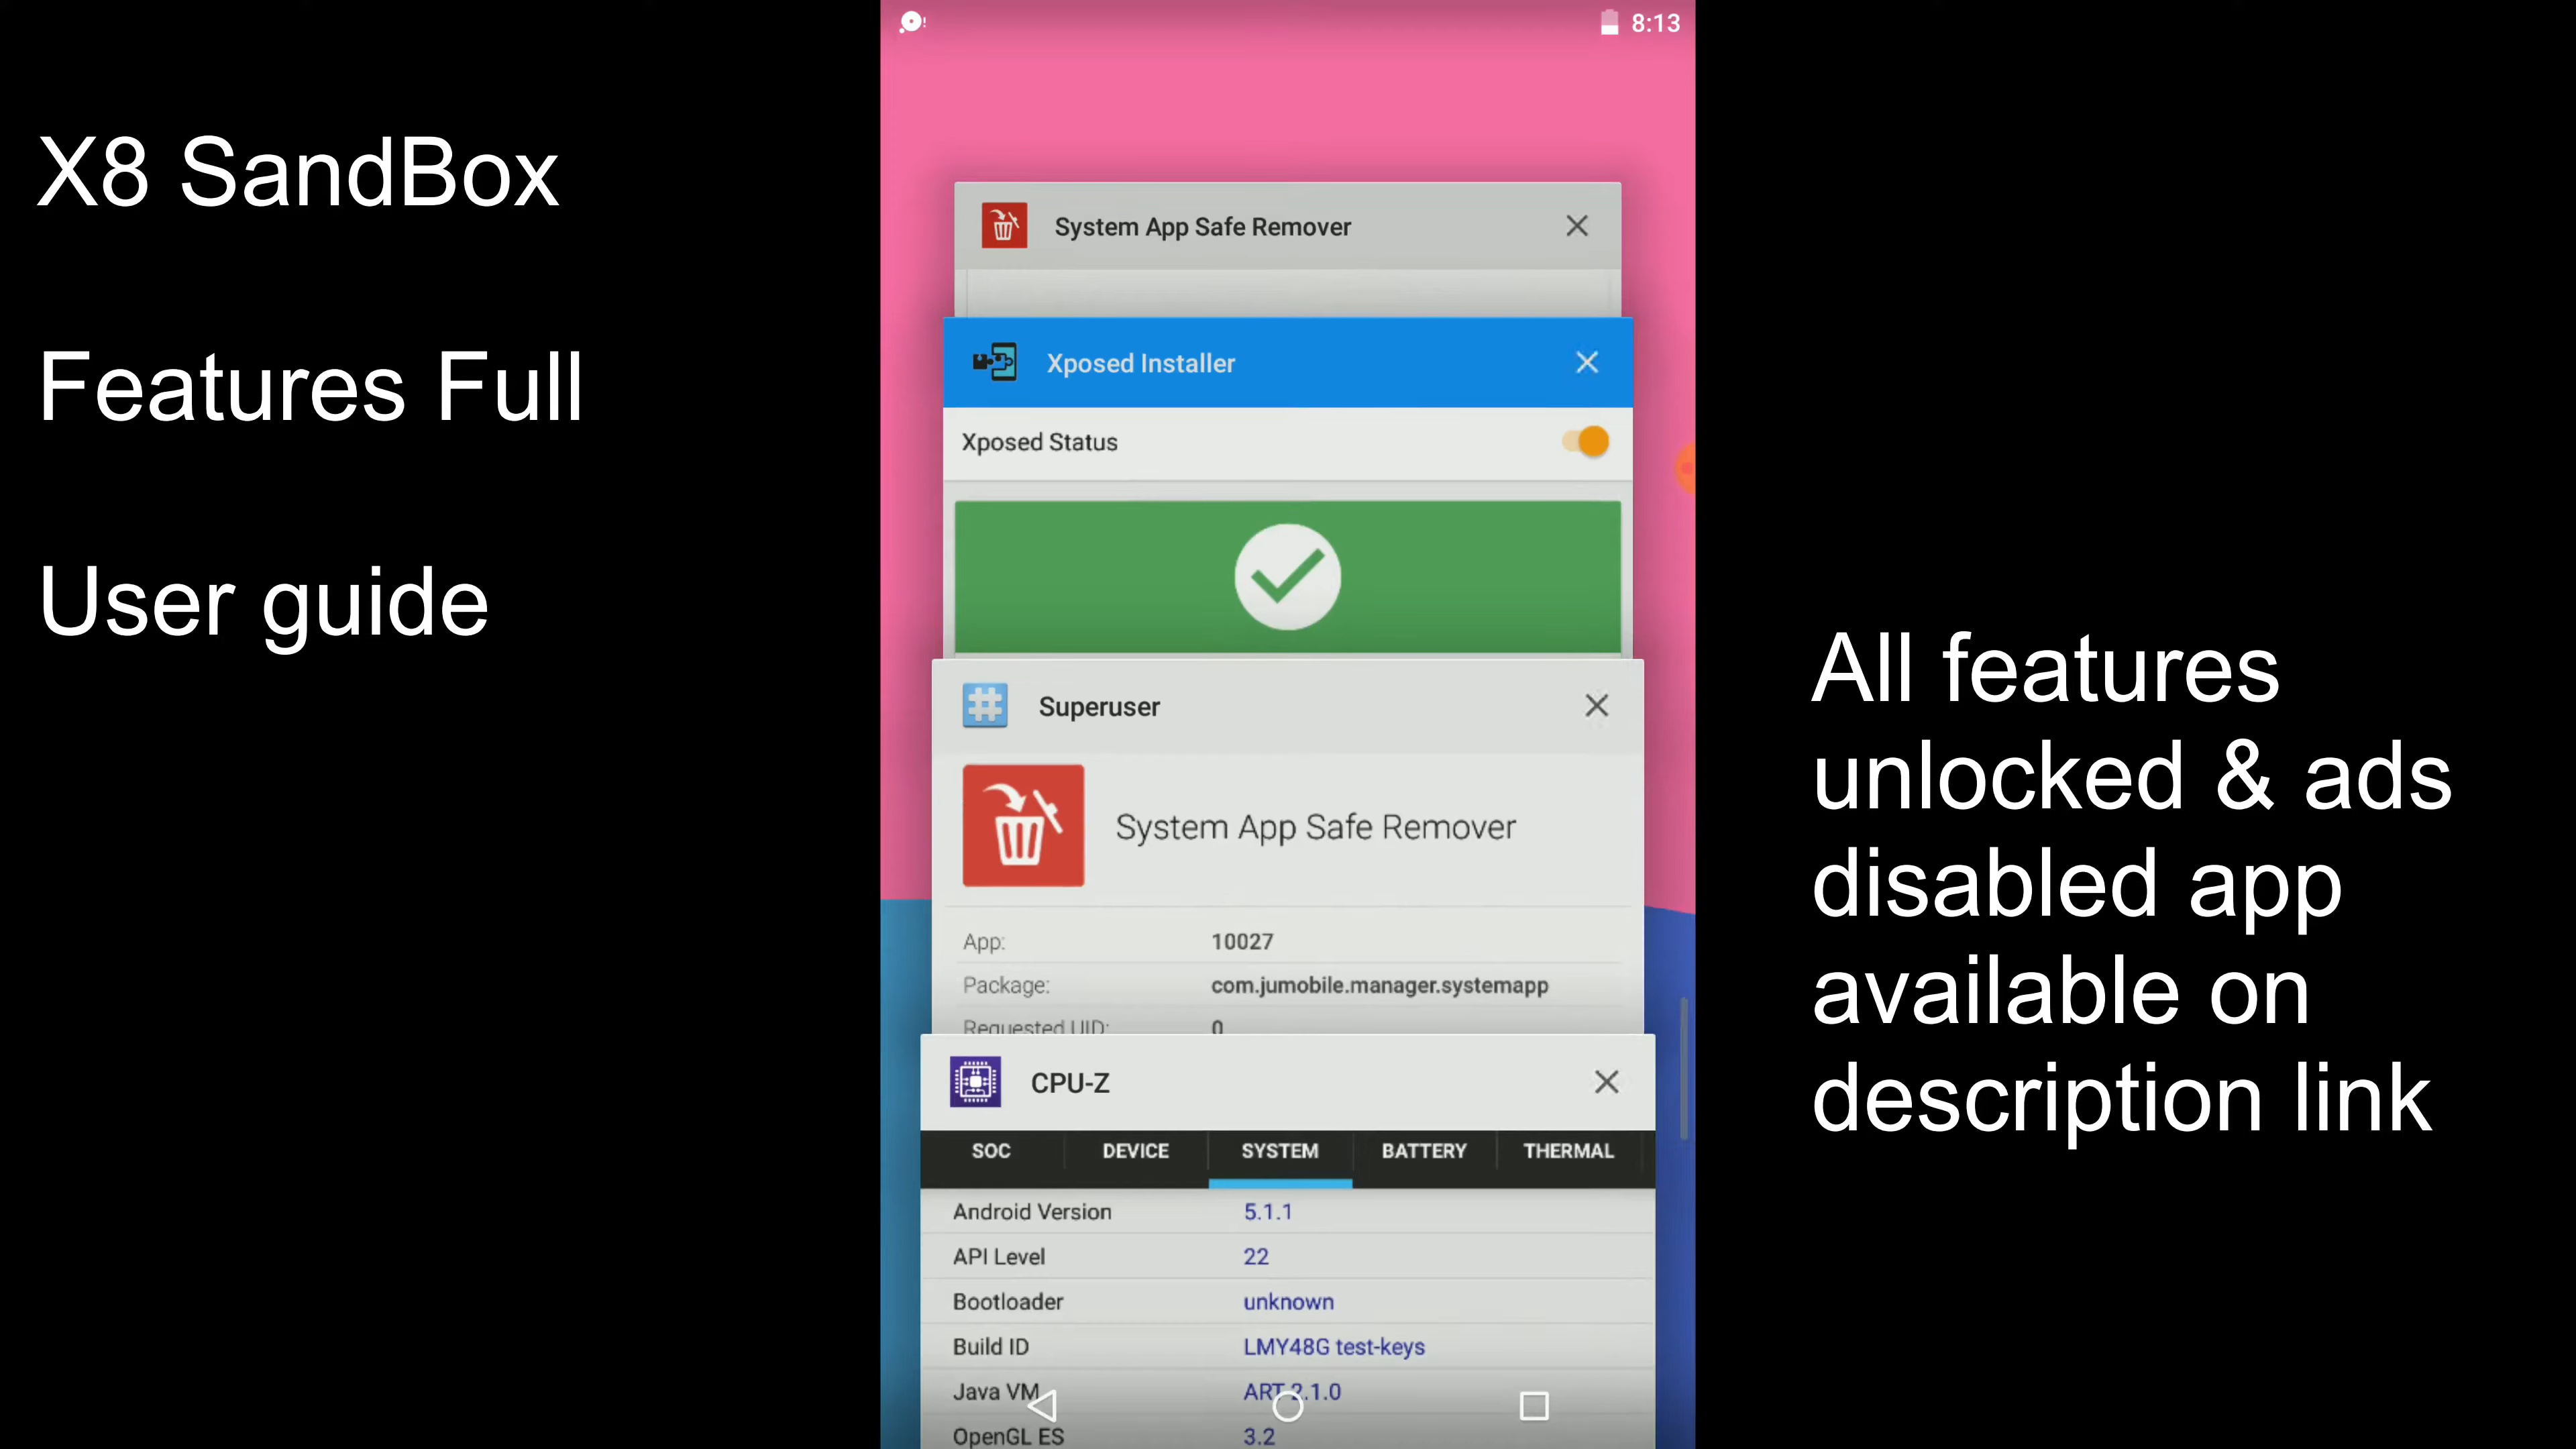 X8 SandBox
Features Full
User guide
8:13
System App Safe Remover
Xposed Installer
Xposed Status
Superuser
System App Safe Remover
App: 10027
Package: com.jumobile.manager.systemapp
Requested UID: 0
CPU-Z
SOC DEVICE SYSTEM BATTERY THERMAL
Android Version 5.1.1
API Level 22
Bootloader unknown
Build ID LMY48G test-keys
Java VM ART 2.1.0
OpenGL ES 3.2
All features
unlocked & ads
disabled app
available on
description link